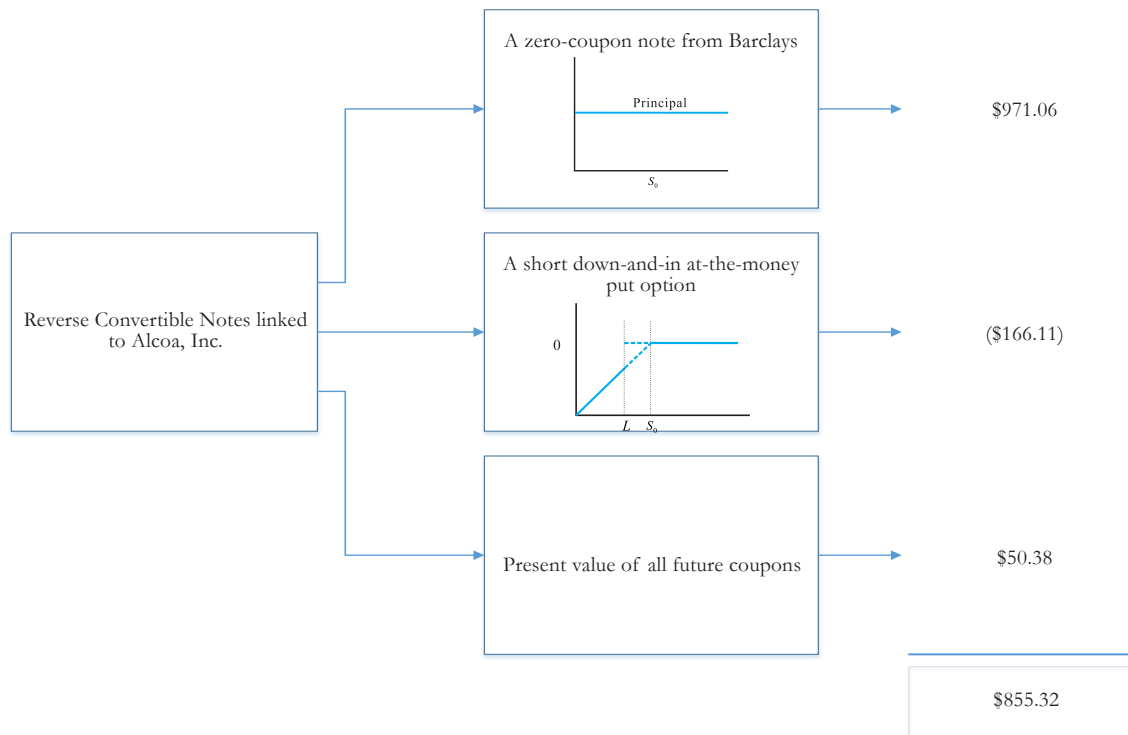 A zero-coupon note from Barclays
Principal
S₀
$971.06
Reverse Convertible Notes linked
to Alcoa, Inc.
A short down-and-in at-the-money
put option
0
L S₀
($166.11)
Present value of all future coupons
$50.38
$855.32